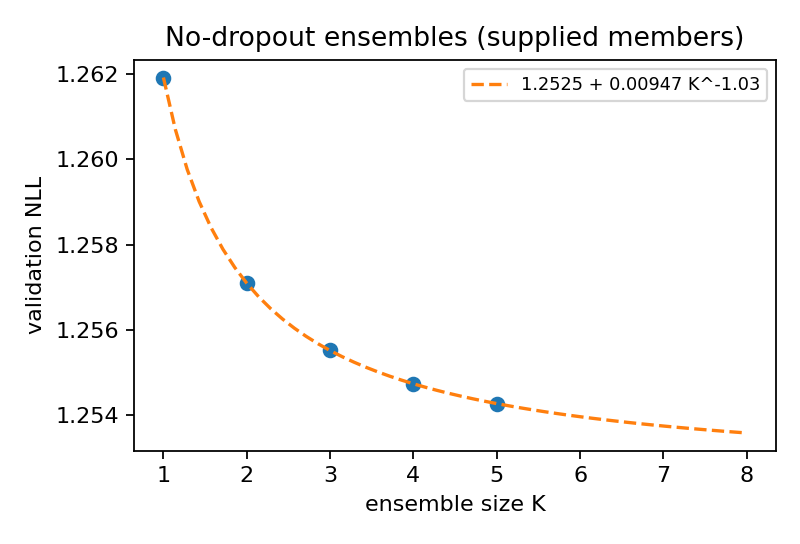 No-dropout ensembles (supplied members)
1.2525 + 0.00947 K^-1.03
validation NLL
1.262
1.260
1.258
1.256
1.254
1 2 3 4 5 6 7 8
ensemble size K